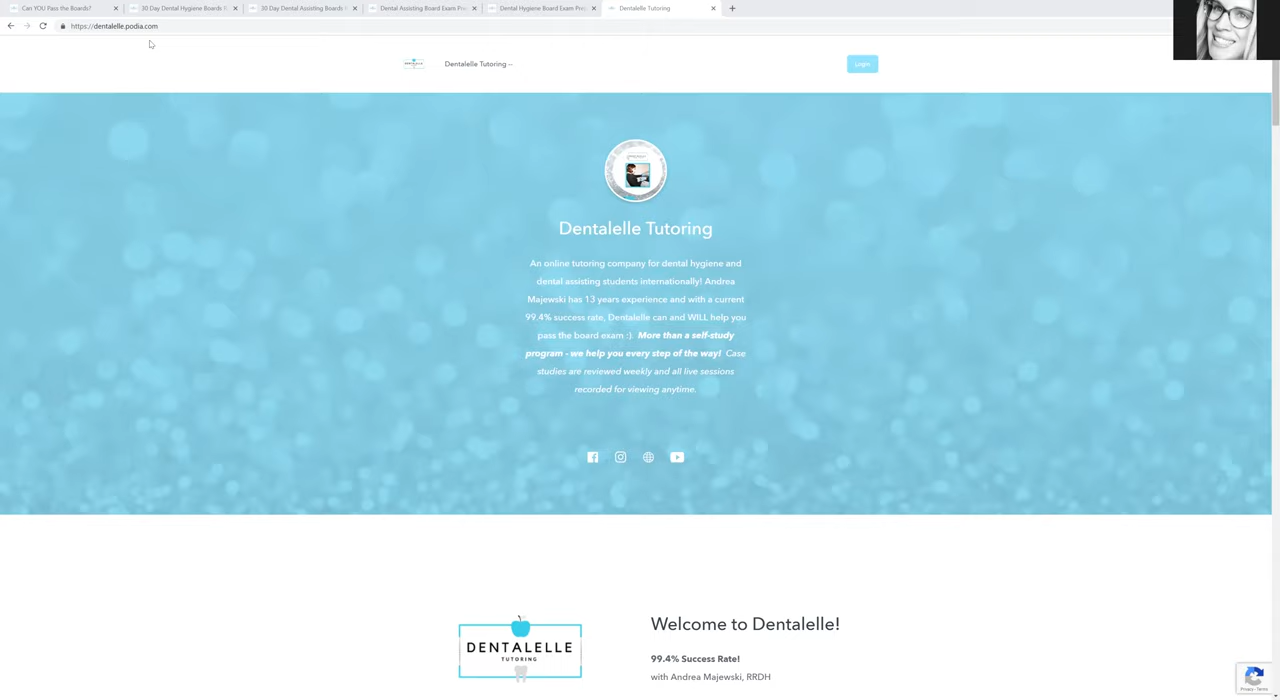 Can YOU Pass the Boards?
30 Day Dental Hygiene Boards R
30 Day Dental Assisting Boards
Dental Assisting Board Exam Pre
Dental Hygiene Board Exam Prep
Dentalelle Tutoring
https://dentalelle.podia.com
DENTALELLE
Dentalelle Tutoring --
Login
Dentalelle Tutoring
An online tutoring company for dental hygiene and
dental assisting students internationally! Andrea
Majewski has 13 years experience and with a current
99.4% success rate, Dentalelle can and WILL help you
pass the board exam :). More than a self-study
program - we help you every step of the way! Case
studies are reviewed weekly and all live sessions
recorded for viewing anytime.
DENTALELLE
TUTORING
Welcome to Dentalelle!
99.4% Success Rate!
with Andrea Majewski, RRDH
Privacy - Terms